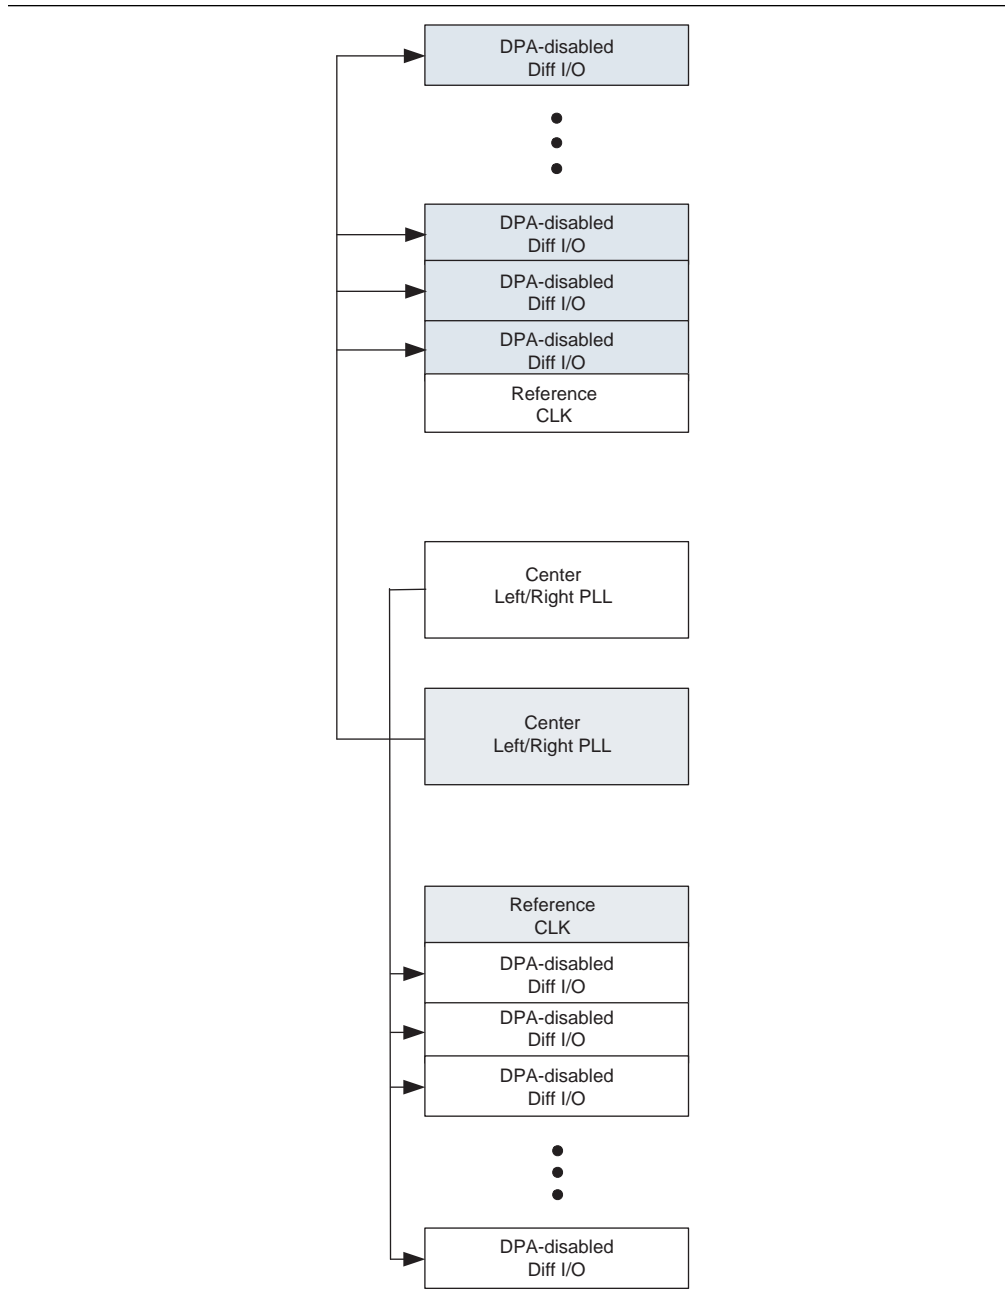 DPA-disabled
Diff I/O
DPA-disabled
Diff I/O
DPA-disabled
Diff I/O
DPA-disabled
Diff I/O
Reference
CLK
Center
Left/Right PLL
Center
Left/Right PLL
Reference
CLK
DPA-disabled
Diff I/O
DPA-disabled
Diff I/O
DPA-disabled
Diff I/O
DPA-disabled
Diff I/O